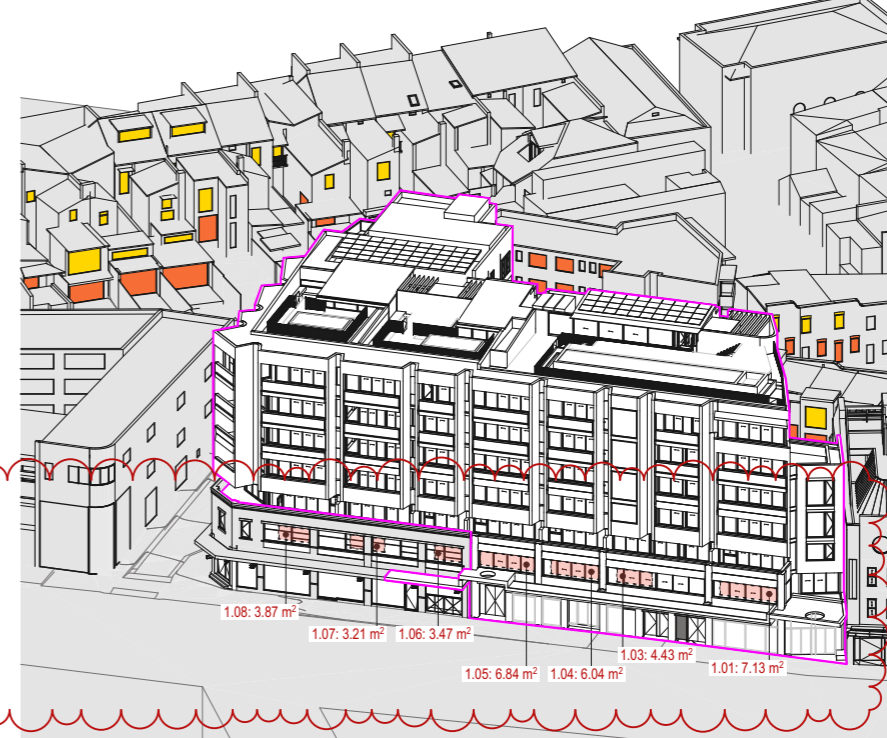 1.08: 3.87 m²
1.07: 3.21 m²
1.06: 3.47 m²
1.05: 6.84 m²
1.04: 6.04 m²
1.03: 4.43 m²
1.01: 7.13 m²